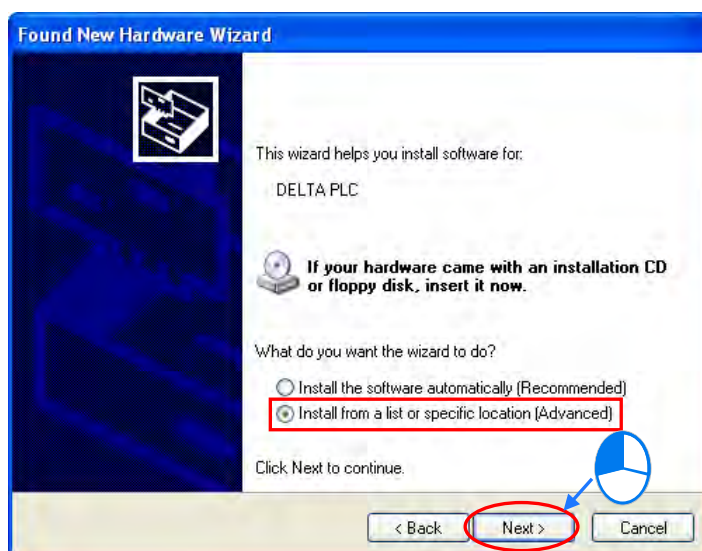 Found New Hardware Wizard
This wizard helps you install software for:
DELTA PLC
If your hardware came with an installation CD
or floppy disk, insert it now.
What do you want the wizard to do?
Install the software automatically (Recommended)
Install from a list or specific location (Advanced)
Click Next to continue.
< Back
Next >
Cancel